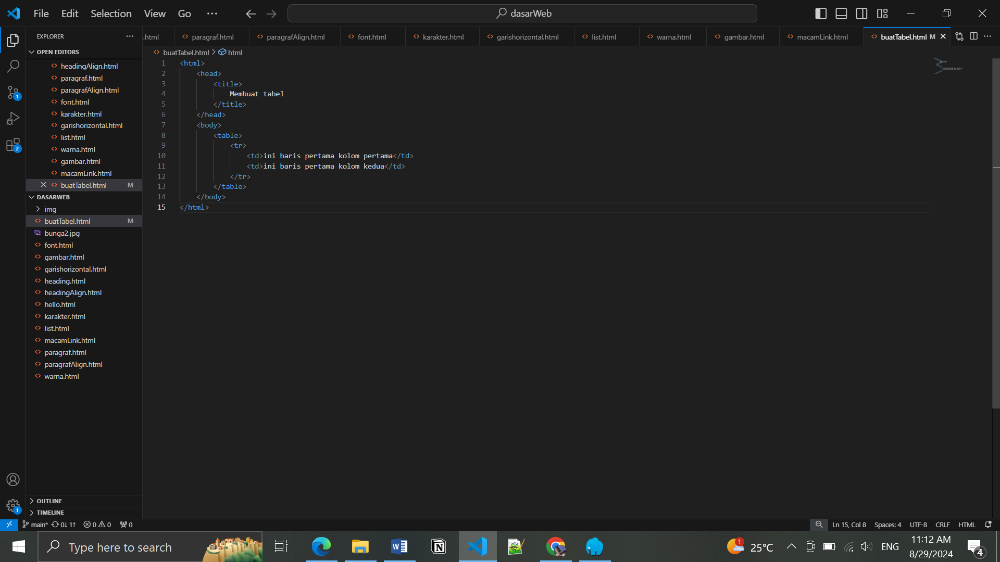 File Edit Selection View Go ··· dasarWeb
EXPLORER ···
.html paragraf.html paragrafAlign.html font.html karakter.html garishorizontal.html list.html warna.html gambar.html macamLink.html buatTabel.html M
OPEN EDITORS
headingAlign.html
paragraf.html
paragrafAlign.html
font.html
karakter.html
garishorizontal.html
list.html
warna.html
gambar.html
macamLink.html
buatTabel.html M
DASARWEB
img
buatTabel.html M
bunga2.jpg
font.html
gambar.html
garishorizontal.html
heading.html
headingAlign.html
hello.html
karakter.html
list.html
macamLink.html
paragraf.html
paragrafAlign.html
warna.html
OUTLINE
TIMELINE
1
2
1
buatTabel.html > html
1 <html>
2 <head>
3 <title>
4 Membuat tabel
5 </title>
6 </head>
7 <body>
8 <table>
9 <tr>
10 <td>ini baris pertama kolom pertama</td>
11 <td>ini baris pertama kolom kedua</td>
12 </tr>
13 </table>
14 </body>
15 </html>
main* 0↓ 1↑ 0 0 0 Ln 15, Col 8 Spaces: 4 UTF-8 CRLF HTML
Type here to search 1 25°C ENG 11:12 AM
8/29/2024 4